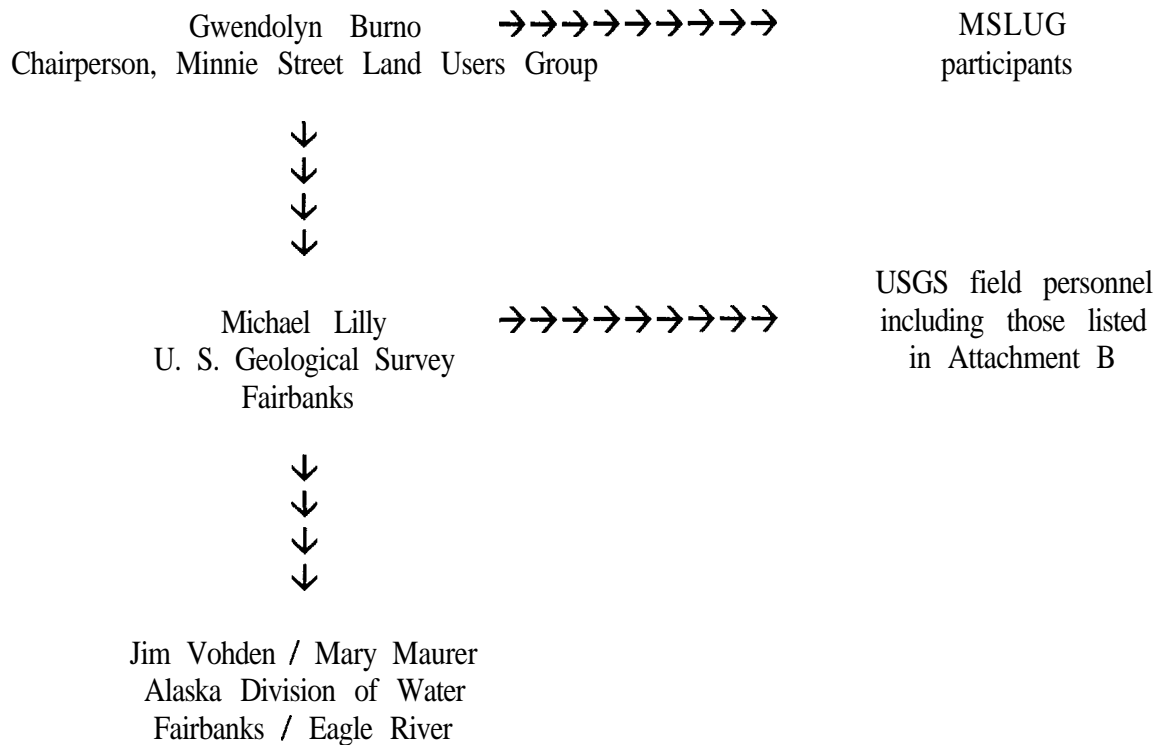 Gwendolyn Burno →→→→→→→→→ MSLUG
Chairperson, Minnie Street Land Users Group participants
↓
↓
↓
↓
USGS field personnel
Michael Lilly →→→→→→→→→ including those listed
U. S. Geological Survey in Attachment B
Fairbanks
↓
↓
↓
↓
Jim Vohden / Mary Maurer
Alaska Division of Water
Fairbanks / Eagle River